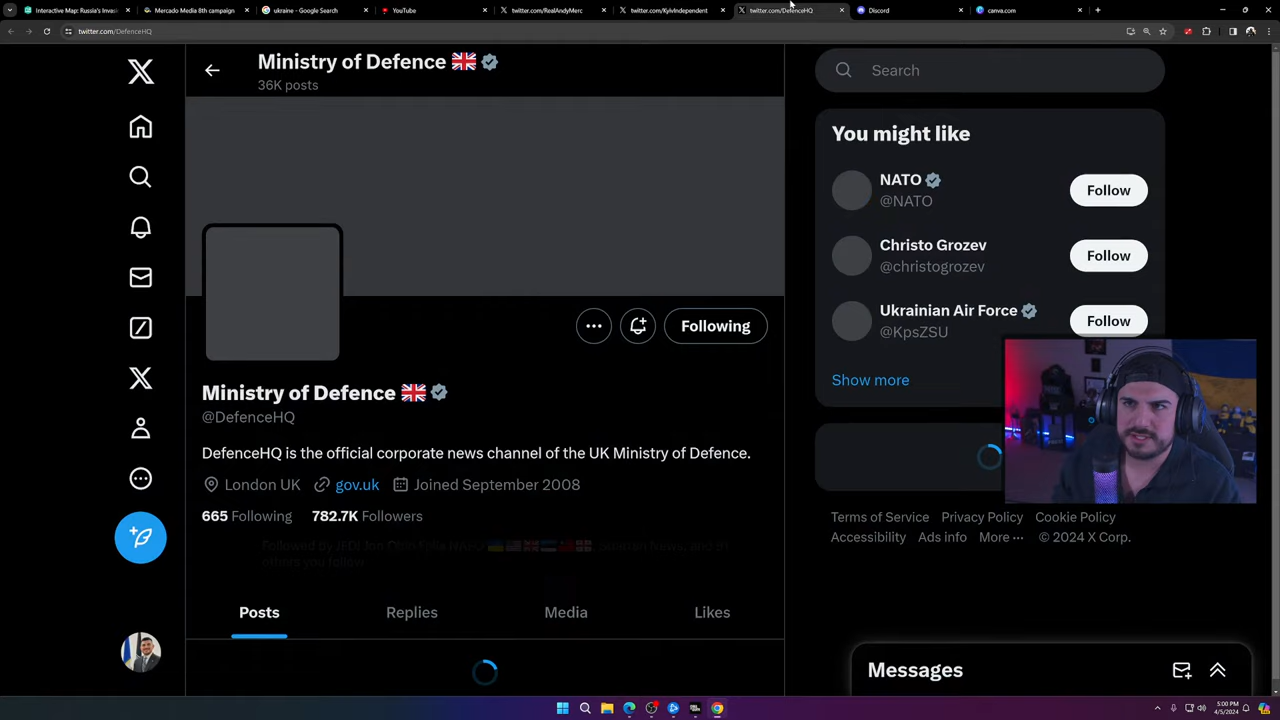 Interactive Map: Russia's Invas
Mercado Media 8th campaign
ukraine - Google Search
YouTube
twitter.com/RealAndyMerc
twitter.com/KyivIndependent
twitter.com/DefenceHQ
Discord
canva.com
twitter.com/DefenceHQ
Ministry of Defence 🇬🇧
36K posts
Following
Ministry of Defence 🇬🇧
@DefenceHQ
DefenceHQ is the official corporate news channel of the UK Ministry of Defence.
London UK gov.uk Joined September 2008
665 Following 782.7K Followers
others you follow
Posts Replies Media Likes
Search
You might like
NATO
@NATO
Follow
Christo Grozev
@christogrozev
Follow
Ukrainian Air Force
@KpsZSU
Follow
Show more
Terms of Service Privacy Policy Cookie Policy
Accessibility Ads info More ··· © 2024 X Corp.
Messages
5:00 PM
4/5/2024